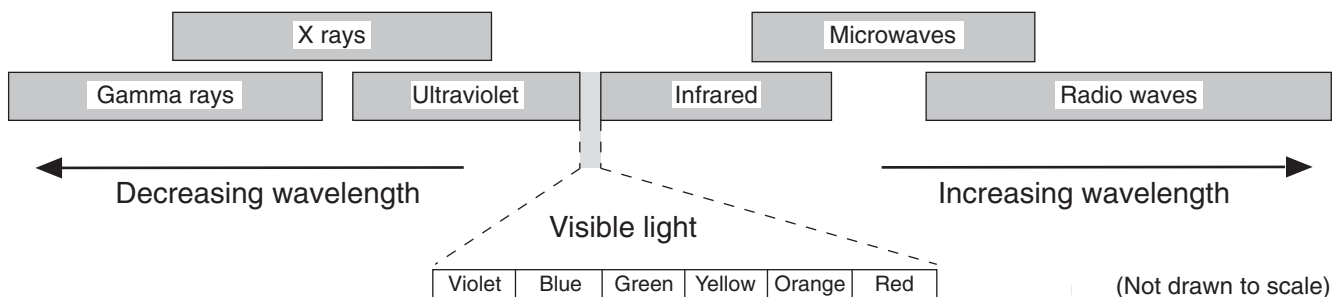 X rays
Microwaves
Gamma rays
Ultraviolet
Infrared
Radio waves
Decreasing wavelength
Increasing wavelength
Visible light
Violet Blue Green Yellow Orange Red
(Not drawn to scale)